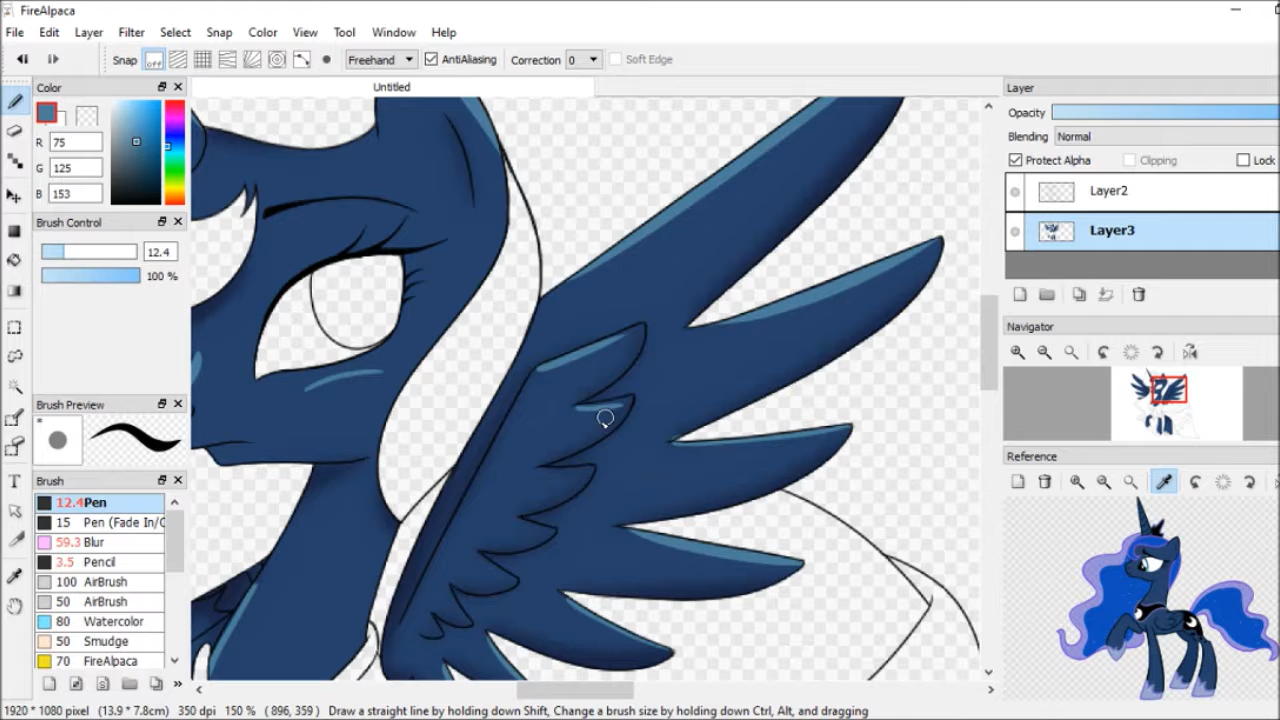 FireAlpaca
File Edit Layer Filter Select Snap Color View Tool Window Help
Snap off Freehand AntiAliasing Correction 0 Soft Edge
Color
Untitled
Layer
R 75
G 125
B 153
Opacity
Blending Normal
Protect Alpha Clipping Lock
Layer2
Layer3
Brush Control
12.4
100 %
Navigator
Brush Preview
*
Reference
Brush
12.4 Pen
15 Pen (Fade In/O
59.3 Blur
3.5 Pencil
100 AirBrush
50 AirBrush
80 Watercolor
50 Smudge
70 FireAlpaca
T
1920 * 1080 pixel (13.9 * 7.8cm) 350 dpi 150 % ( 896, 359 ) Draw a straight line by holding down Shift, Change a brush size by holding down Ctrl, Alt, and dragging